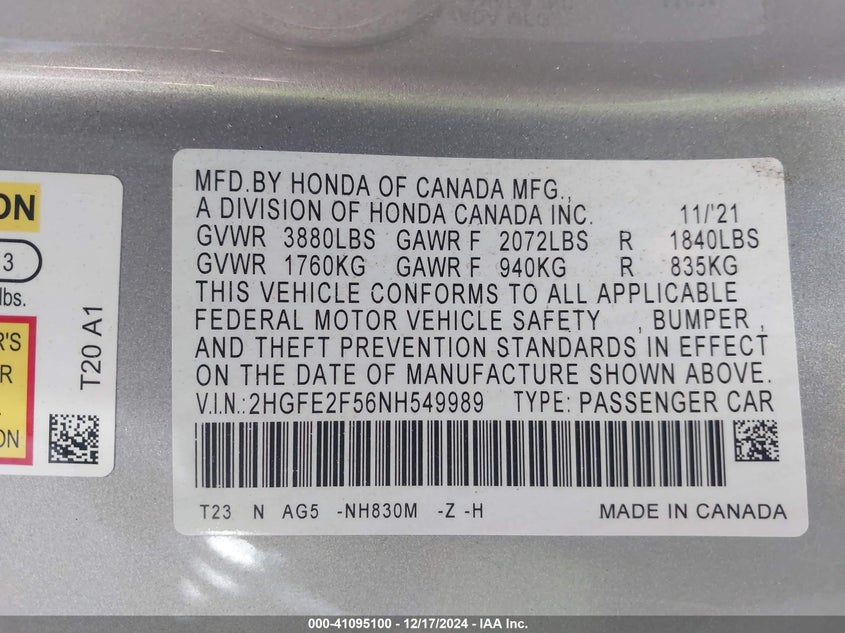 MFD.BY HONDA OF CANADA MFG.,
A DIVISION OF HONDA CANADA INC. 11/'21
GVWR 3880LBS GAWR F 2072LBS R 1840LBS
GVWR 1760KG GAWR F 940KG R 835KG
THIS VEHICLE CONFORMS TO ALL APPLICABLE
FEDERAL MOTOR VEHICLE SAFETY , BUMPER ,
AND THEFT PREVENTION STANDARDS IN EFFECT
ON THE DATE OF MANUFACTURE SHOWN ABOVE.
V.I.N.:2HGFE2F56NH549989 TYPE: PASSENGER CAR
T23 N AG5 -NH830M -Z -H MADE IN CANADA
ON
3
lbs.
R'S
R
ON
T20 A1
000-41095100 - 12/17/2024 - IAA Inc.